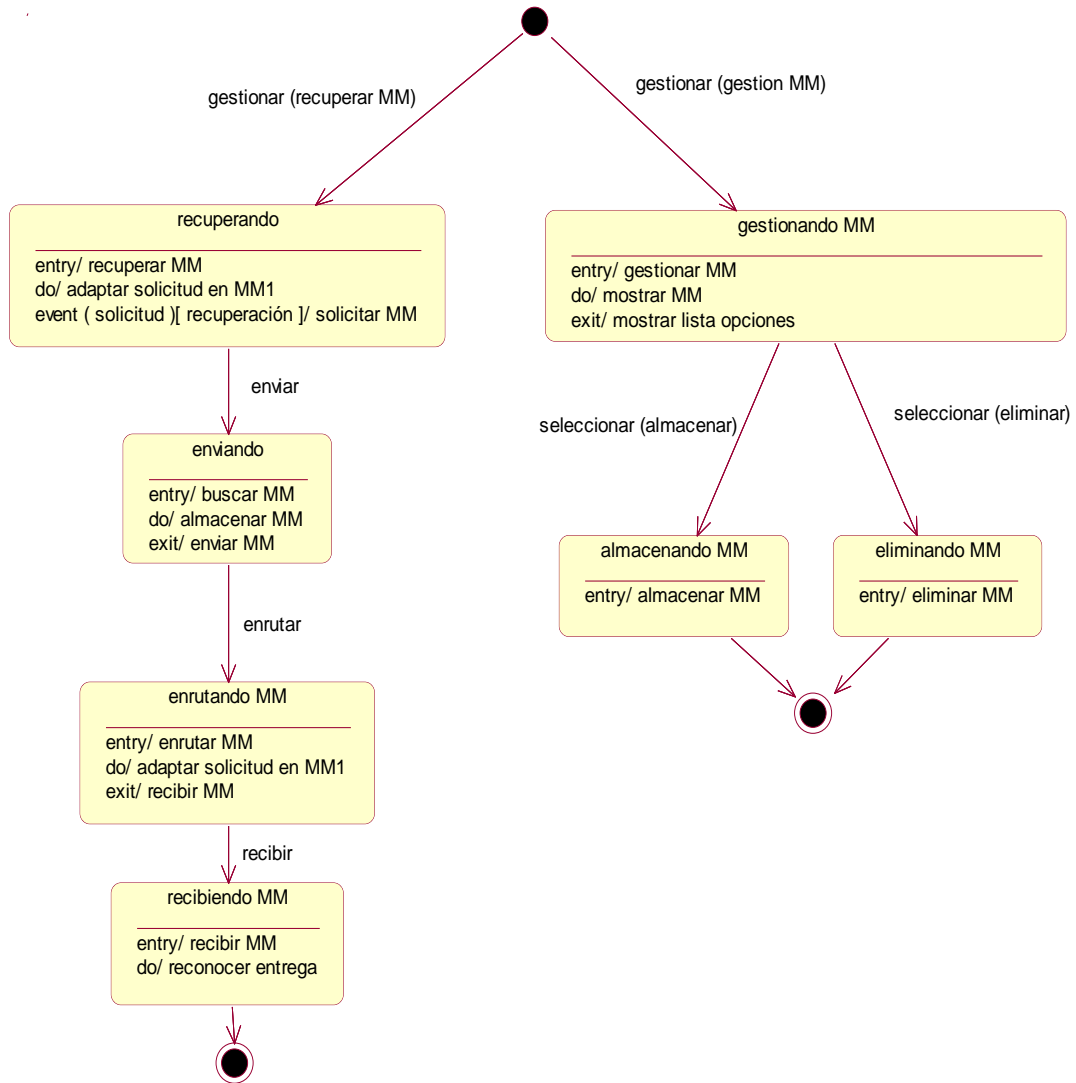 gestionar (recuperar MM)
gestionar (gestion MM)
recuperando
entry/ recuperar MM
do/ adaptar solicitud en MM1
event ( solicitud )[ recuperación ]/ solicitar MM
gestionando MM
entry/ gestionar MM
do/ mostrar MM
exit/ mostrar lista opciones
enviar
seleccionar (almacenar)
seleccionar (eliminar)
enviando
entry/ buscar MM
do/ almacenar MM
exit/ enviar MM
almacenando MM
entry/ almacenar MM
eliminando MM
entry/ eliminar MM
enrutar
enrutando MM
entry/ enrutar MM
do/ adaptar solicitud en MM1
exit/ recibir MM
recibir
recibiendo MM
entry/ recibir MM
do/ reconocer entrega